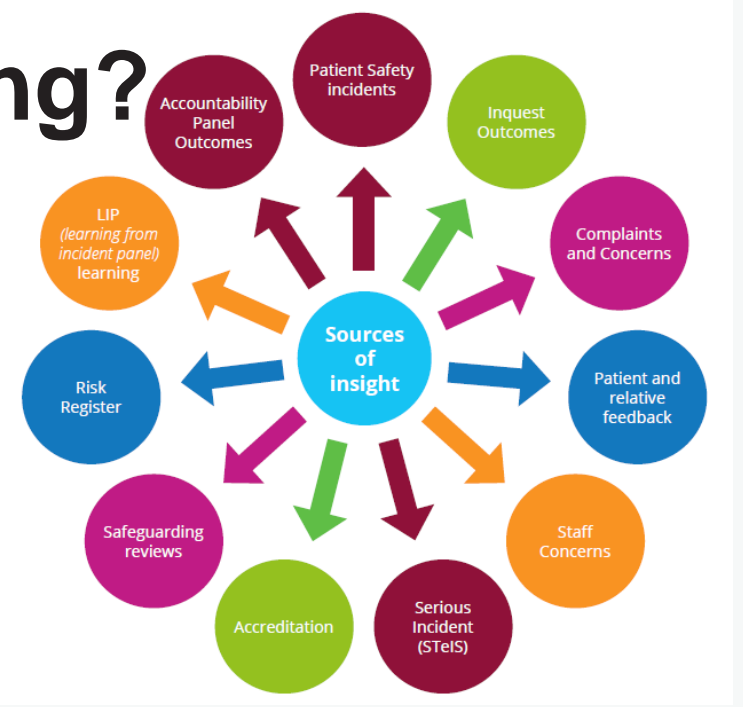 ng?
Patient Safety
incidents
Inquest
Outcomes
Complaints
and Concerns
Patient and
relative
feedback
Staff
Concerns
Serious
Incident
(STeIS)
Accreditation
Safeguarding
reviews
Risk
Register
LIP
(learning from
incident panel)
learning
Accountability
Panel
Outcomes
Sources
of
insight